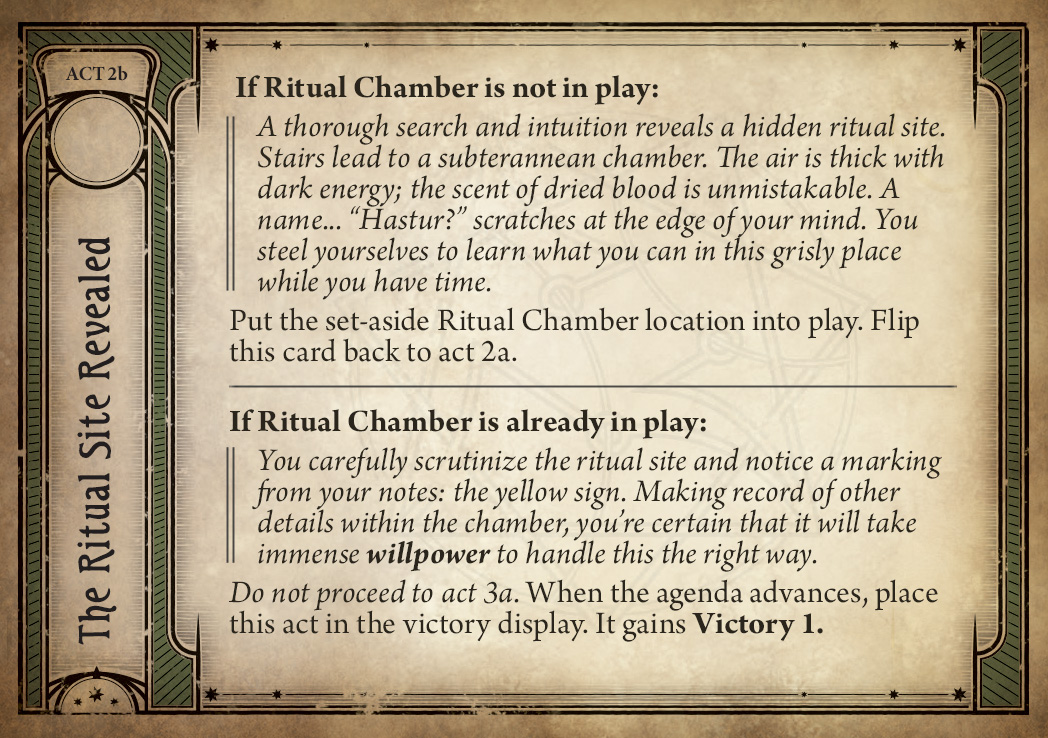 ACT 2b
The Ritual Site Revealed
If Ritual Chamber is not in play:
A thorough search and intuition reveals a hidden ritual site.
Stairs lead to a subterannean chamber. The air is thick with
dark energy; the scent of dried blood is unmistakable. A
name... “Hastur?” scratches at the edge of your mind. You
steel yourselves to learn what you can in this grisly place
while you have time.
Put the set-aside Ritual Chamber location into play. Flip
this card back to act 2a.
If Ritual Chamber is already in play:
You carefully scrutinize the ritual site and notice a marking
from your notes: the yellow sign. Making record of other
details within the chamber, you’re certain that it will take
immense willpower to handle this the right way.
Do not proceed to act 3a. When the agenda advances, place
this act in the victory display. It gains Victory 1.